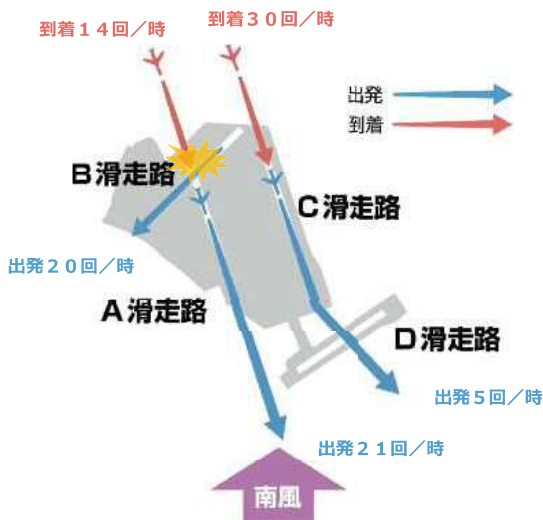 到着１４回／時
到着３０回／時
出発
到着
B滑走路
C滑走路
出発２０回／時
A滑走路
D滑走路
出発５回／時
出発２１回／時
南風